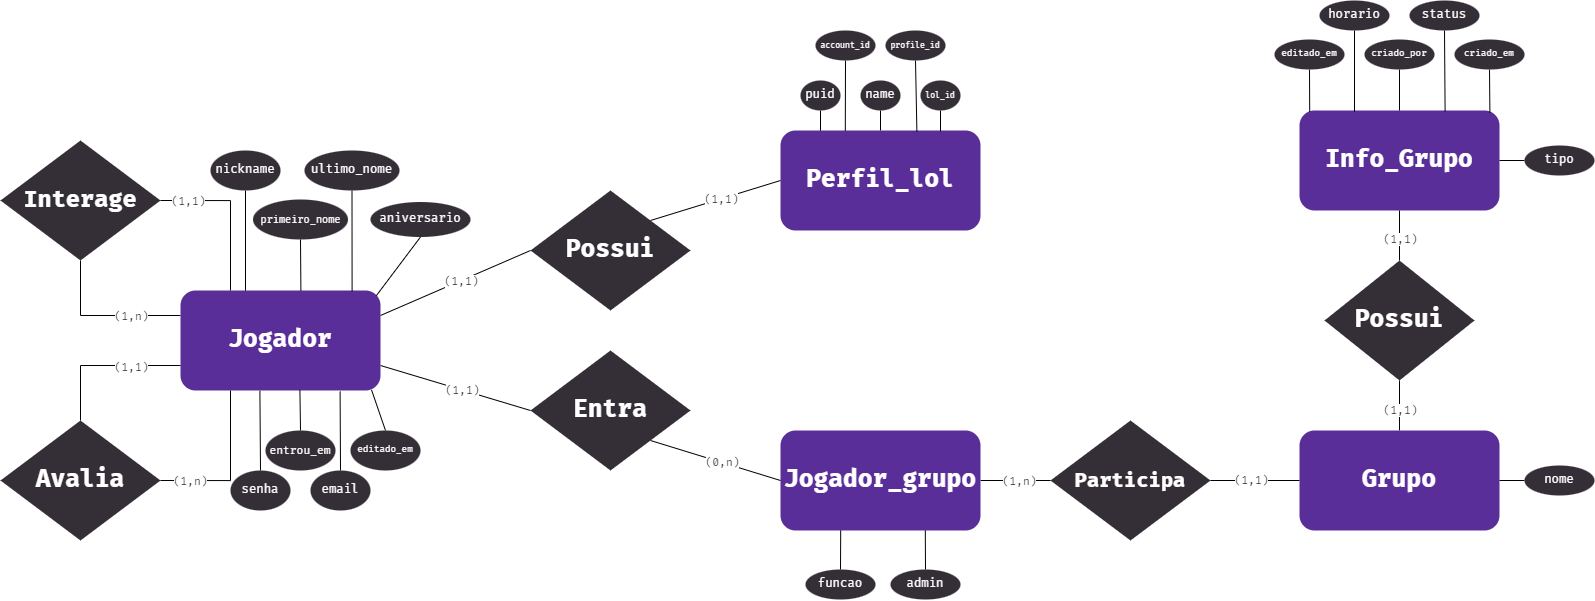 horario
status
editado_em
criado_por
criado_em
account_id
profile_id
puid
name
lol_id
Info_Grupo
tipo
Perfil_lol
nickname
ultimo_nome
primeiro_nome
aniversario
Interage
(1,1)
(1,1)
(1,1)
Possui
(1,1)
(1,n)
Jogador
Possui
(1,1)
(1,1)
(1,1)
Entra
(1,1)
Avalia
(1,n)
entrou_em
editado_em
senha
email
(0,n)
Jogador_grupo
(1,n)
Participa
(1,1)
Grupo
nome
funcao
admin